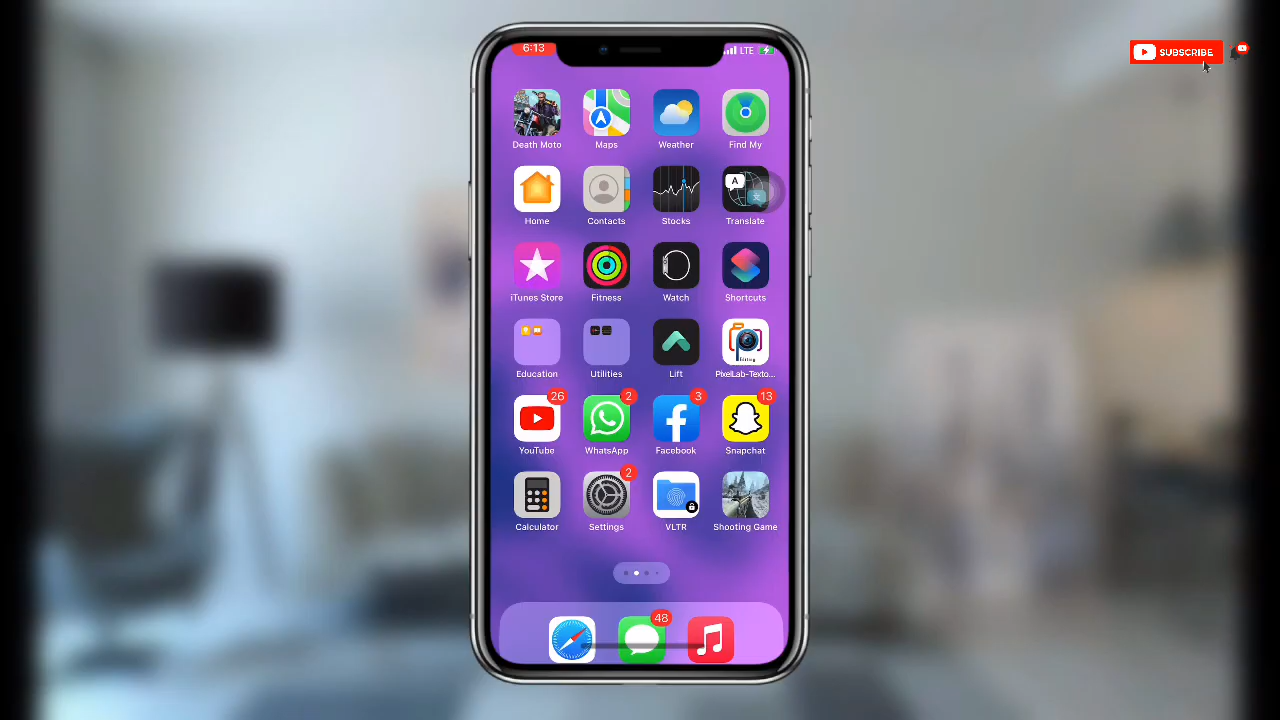 6:13
LTE
SUBSCRIBE
Death Moto
Maps
Weather
Find My
A
Home
Contacts
Stocks
Translate
iTunes Store
Fitness
Watch
Shortcuts
Editing
Education
Utilities
Lift
PixelLab-Texto...
26
2
3
13
YouTube
WhatsApp
Facebook
Snapchat
2
Calculator
Settings
VLTR
Shooting Game
48